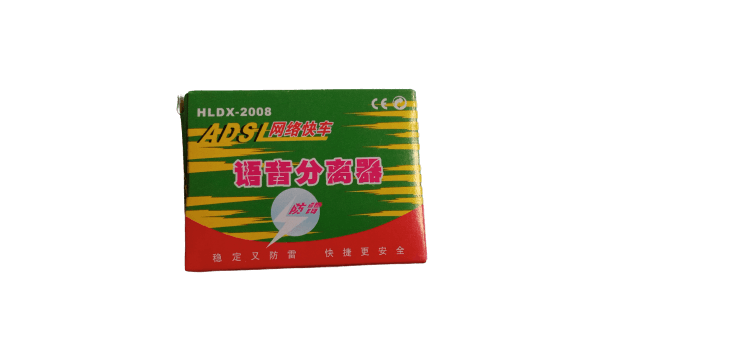 HLDX-2008
CE
ADSL网络快车
语音分离器
防雷
稳定又防雷 快捷更安全